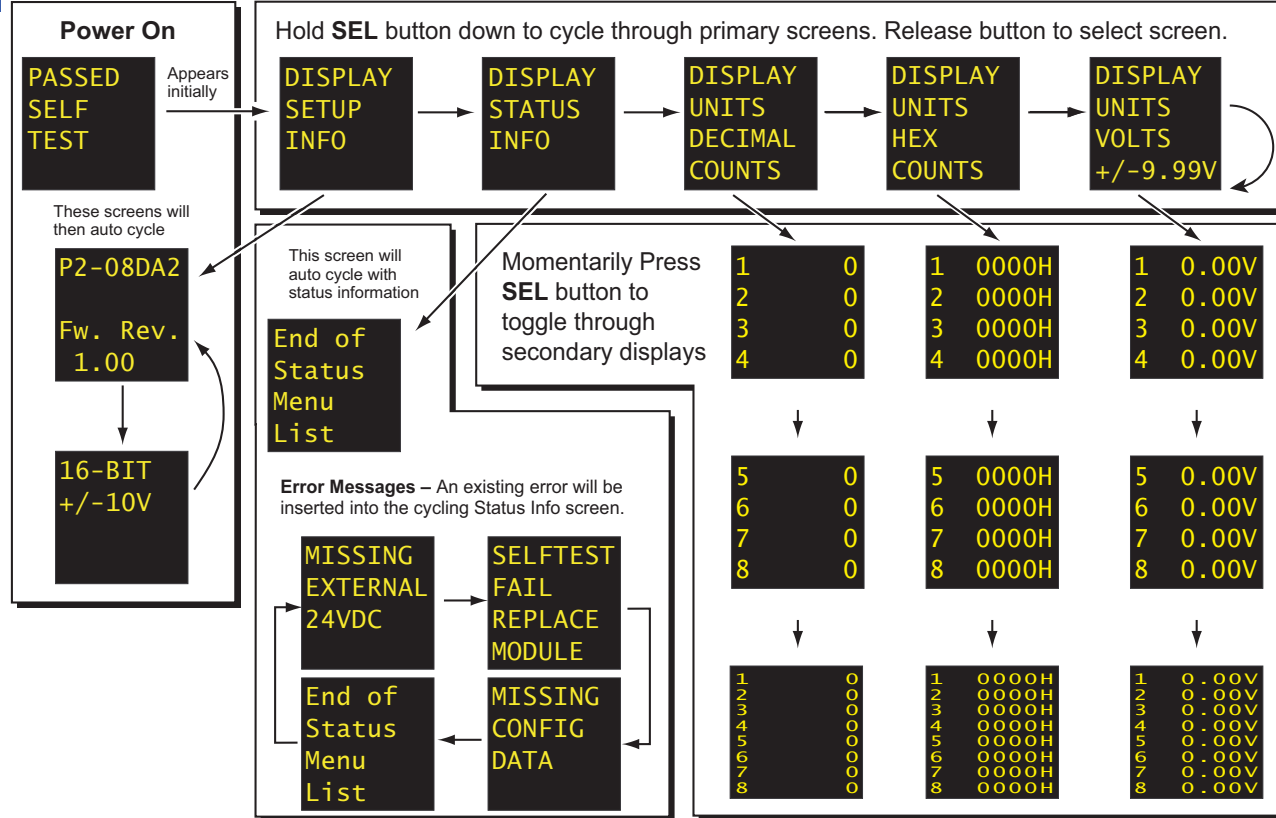 Power On
PASSED
SELF
TEST
Appears
initially
These screens will
then auto cycle
P2-08DA2
Fw. Rev.
1.00
16-BIT
+/-10V
Hold SEL button down to cycle through primary screens. Release button to select screen.
DISPLAY
SETUP
INFO
DISPLAY
STATUS
INFO
DISPLAY
UNITS
DECIMAL
COUNTS
DISPLAY
UNITS
HEX
COUNTS
DISPLAY
UNITS
VOLTS
+/-9.99V
This screen will
auto cycle with
status information
End of
Status
Menu
List
Error Messages – An existing error will be
inserted into the cycling Status Info screen.
MISSING
EXTERNAL
24VDC
SELFTEST
FAIL
REPLACE
MODULE
End of
Status
Menu
List
MISSING
CONFIG
DATA
Momentarily Press
SEL button to
toggle through
secondary displays
1 0
2 0
3 0
4 0
1 0000H
2 0000H
3 0000H
4 0000H
1 0.00V
2 0.00V
3 0.00V
4 0.00V
5 0
6 0
7 0
8 0
5 0000H
6 0000H
7 0000H
8 0000H
5 0.00V
6 0.00V
7 0.00V
8 0.00V
1 0
2 0
3 0
4 0
5 0
6 0
7 0
8 0
1 0000H
2 0000H
3 0000H
4 0000H
5 0000H
6 0000H
7 0000H
8 0000H
1 0.00V
2 0.00V
3 0.00V
4 0.00V
5 0.00V
6 0.00V
7 0.00V
8 0.00V